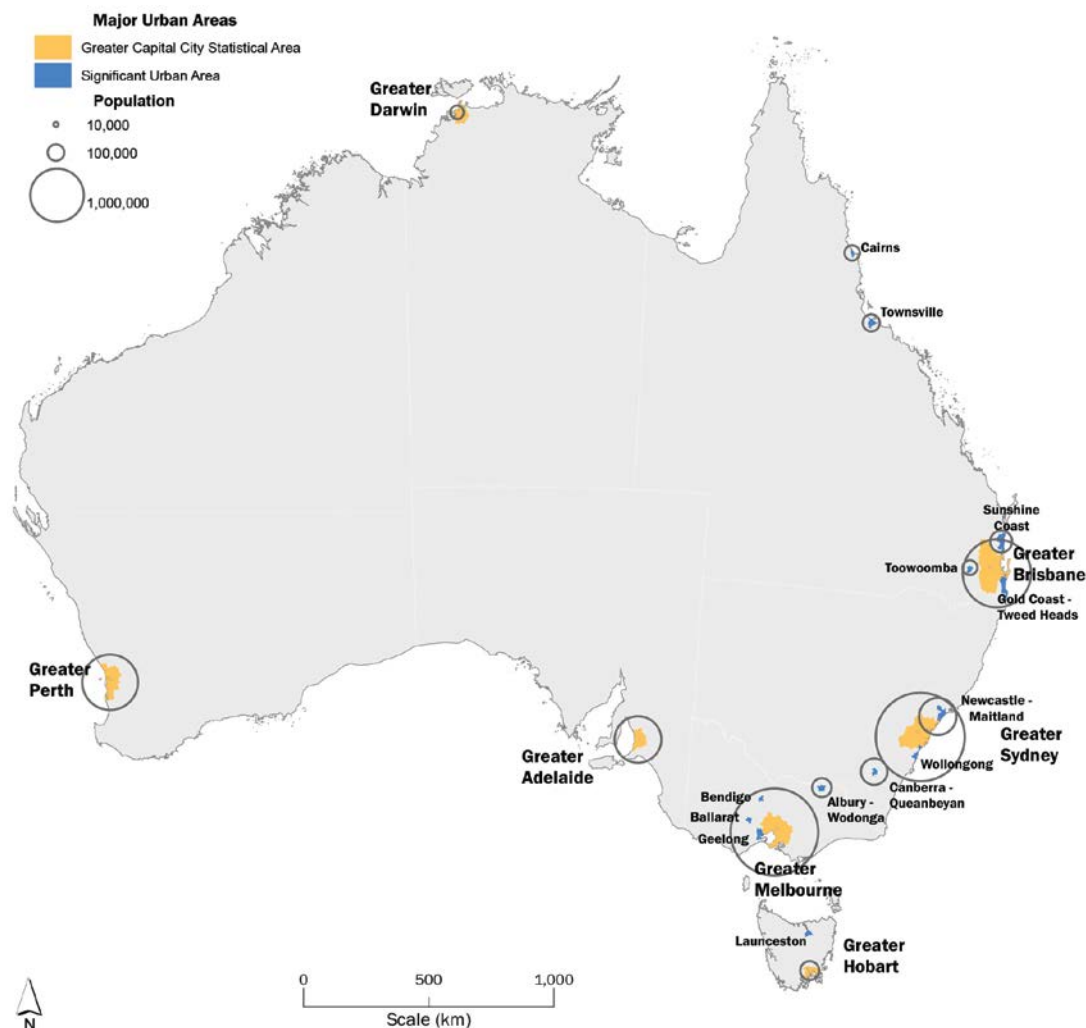 Major Urban Areas
Greater Capital City Statistical Area
Significant Urban Area
Population
10,000
100,000
1,000,000
Greater
Darwin
Cairns
Townsville
Sunshine
Coast
Greater
Brisbane
Toowoomba
Gold Coast -
Tweed Heads
Greater
Perth
Newcastle -
Maitland
Greater
Sydney
Greater
Adelaide
Wollongong
Canberra -
Queanbeyan
Albury -
Wodonga
Bendigo
Ballarat
Geelong
Greater
Melbourne
Launceston
Greater
Hobart
0 500 1,000
Scale (km)
N